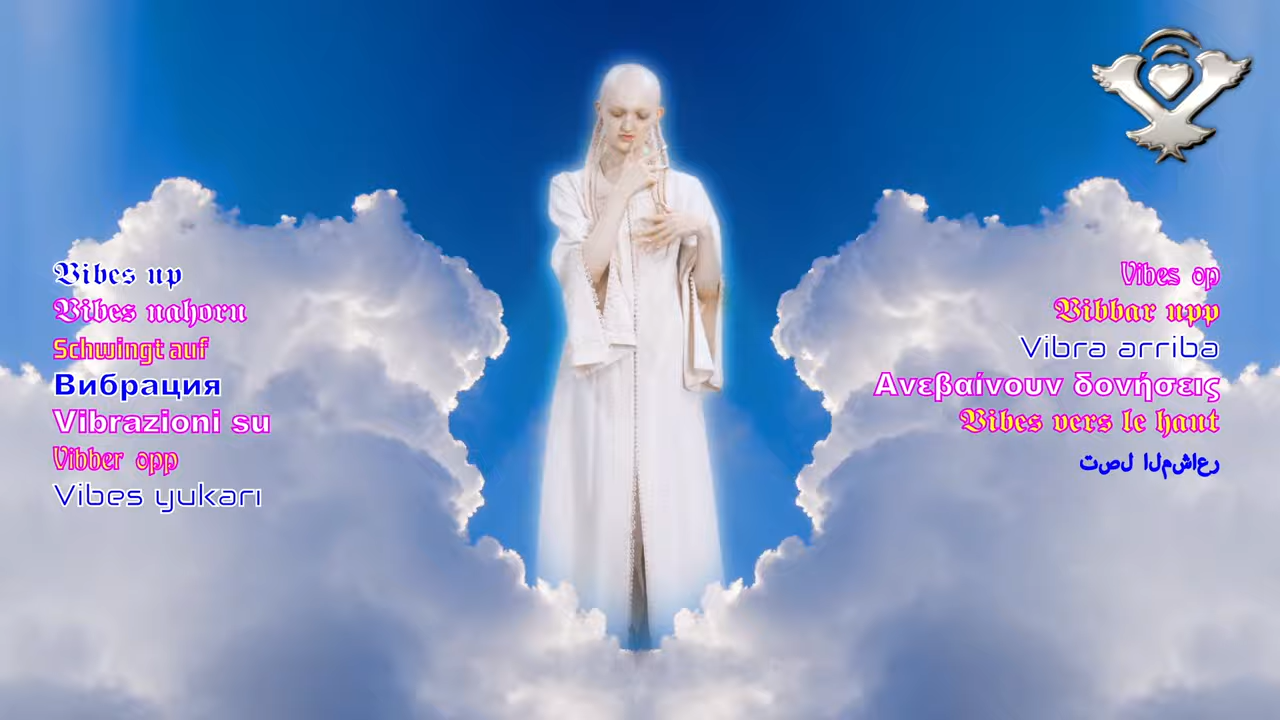 Vibes up
Vibes nahoru
Schwingt auf
Вибрация
Vibrazioni su
Vibber opp
Vibes yukarı
Vibes op
Vibbar upp
Vibra arriba
Ανεβαίνουν δονήσεις
Vibes vers le haut
تصل المشاعر